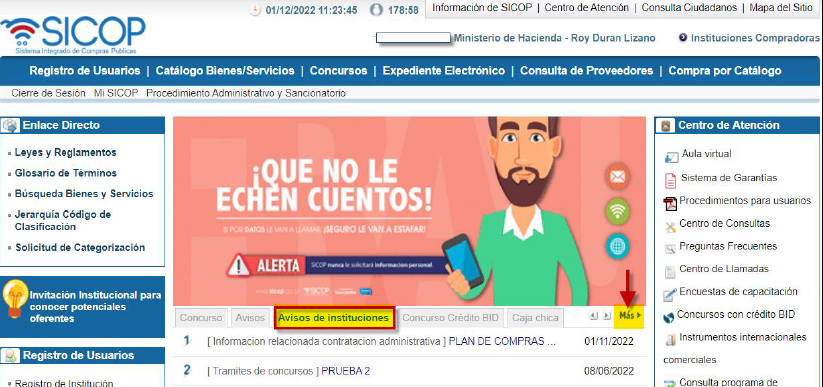 01/12/2022 11:23:45 178:58 Información de SICOP | Centro de Atención | Consulta Ciudadanos | Mapa del Sitio
SICOP
Sistema Integrado de Compras Públicas
Ministerio de Hacienda - Roy Duran Lizano Instituciones Compradoras
Registro de Usuarios | Catálogo Bienes/Servicios | Concursos | Expediente Electrónico | Consulta de Proveedores | Compra por Catálogo
Cierre de Sesión Mi SICOP Procedimiento Administrativo y Sancionatorio
Enlace Directo
Leyes y Reglamentos
Glosario de Términos
Búsqueda Bienes y Servicios
Jerarquía Código de
Clasificación
Solicitud de Categorización
Invitación Institucional para
conocer potenciales
oferentes
Registro de Usuarios
Registro de Institución
¡QUE NO LE
ECHEN CUENTOS!
SI POR DATOS LE VAN A LLAMAR, ¡SEGURO LE VAN A ESTAFAR!
ALERTA SICOP nunca le solicitará informacion personal.
SICOP
Concurso Avisos Avisos de instituciones Concurso Crédito BID Caja chica Más
1 [ Informacion relacionada contratacion administrativa ] PLAN DE COMPRAS ... 01/11/2022
2 [ Tramites de concursos ] PRUEBA 2 08/06/2022
Centro de Atención
Aula virtual
Sistema de Garantías
Procedimientos para usuarios
Centro de Consultas
Preguntas Frecuentes
Centro de Llamadas
Encuestas de capacitación
Concursos con crédito BID
Instrumentos internacionales
comerciales
Consulta programa de